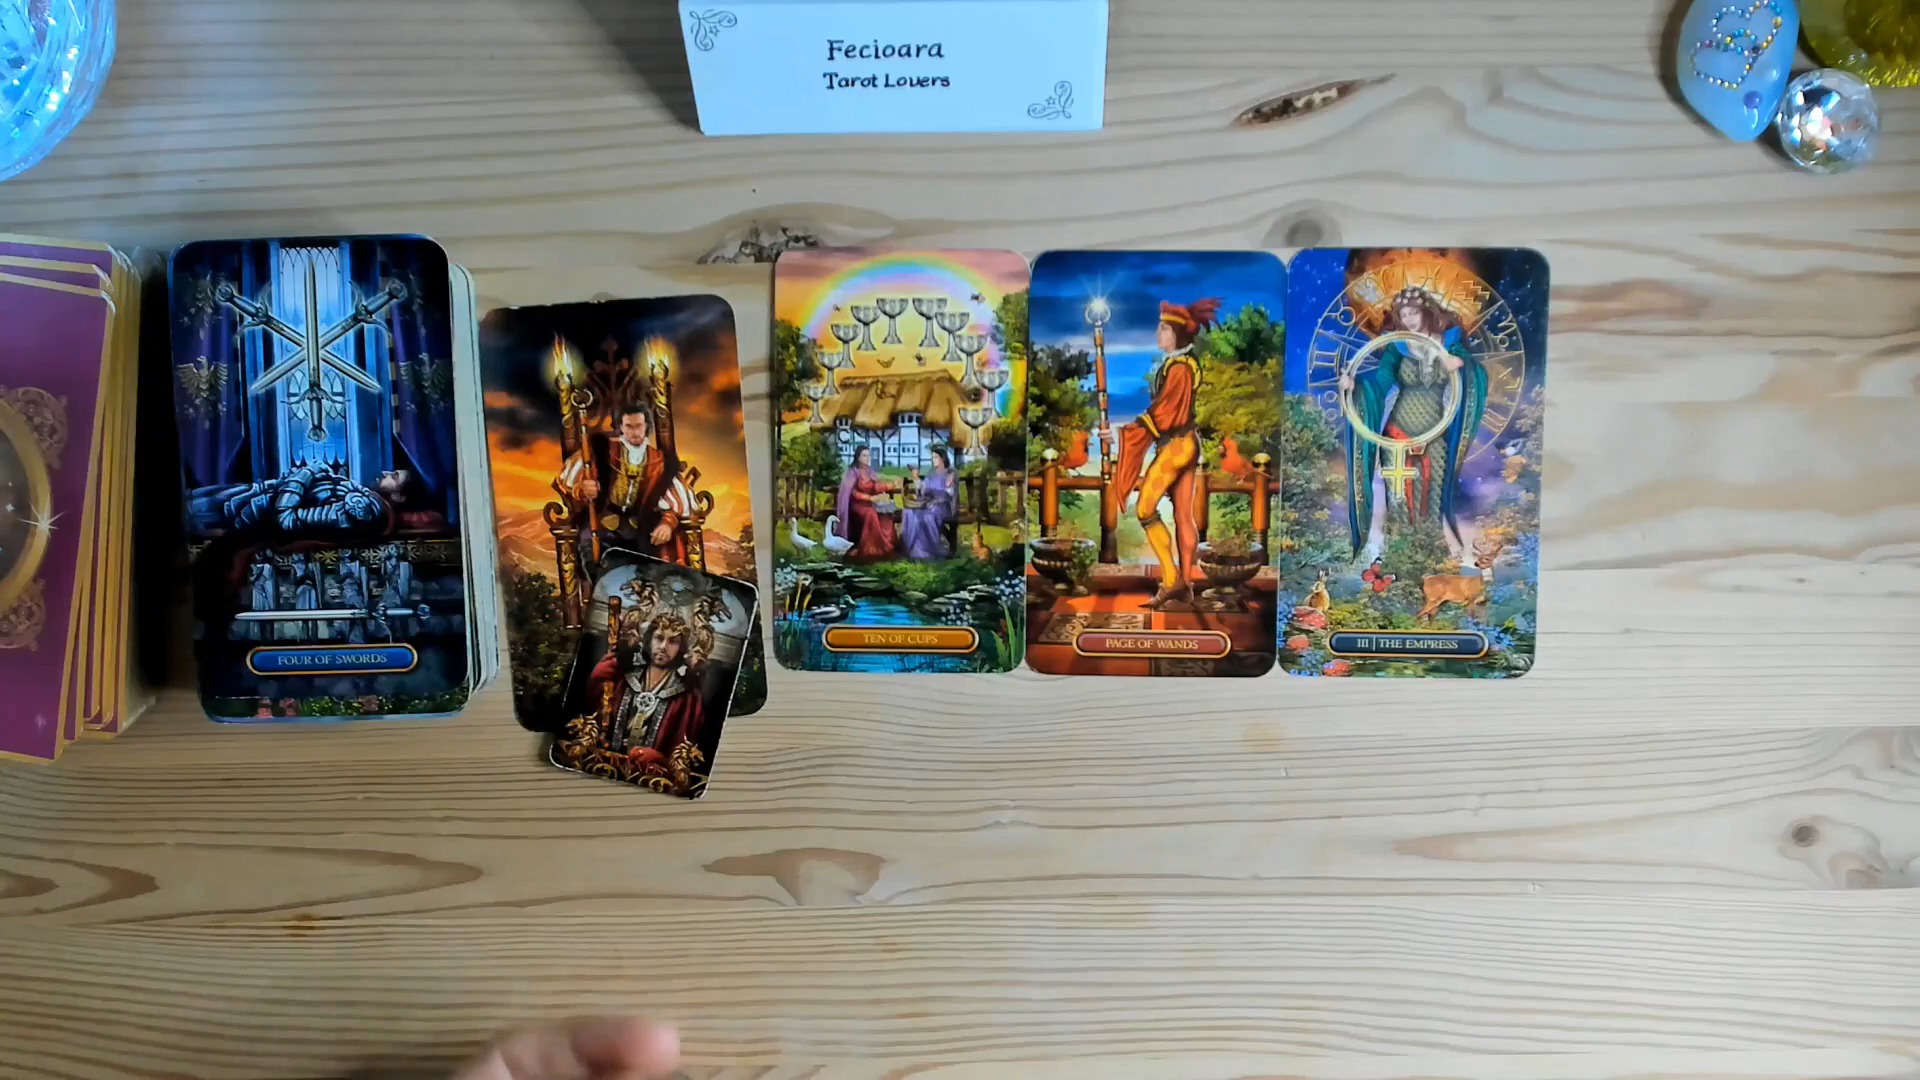 Fecioara
Tarot Lovers
FOUR OF SWORDS
TEN OF CUPS
PAGE OF WANDS
III | THE EMPRESS